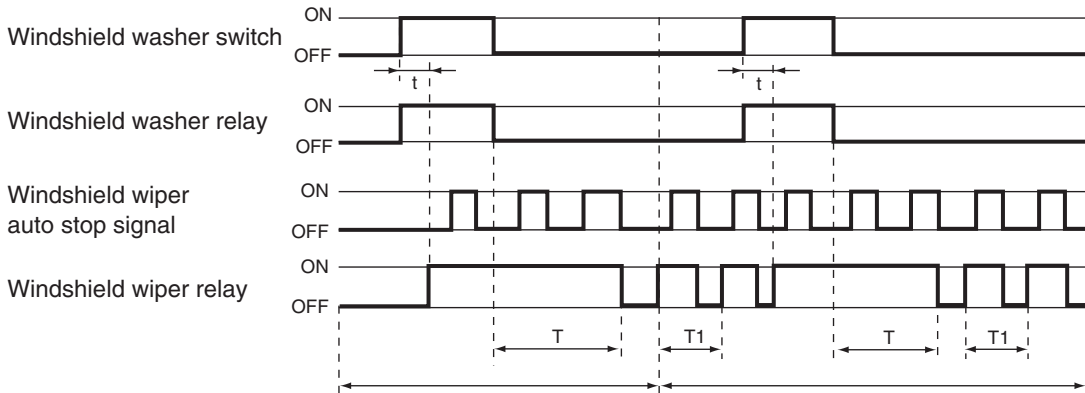 ON
Windshield washer switch
OFF
t
t
ON
Windshield washer relay
OFF
Windshield wiper
auto stop signal
ON
OFF
ON
Windshield wiper relay
OFF
T
T1
T
T1